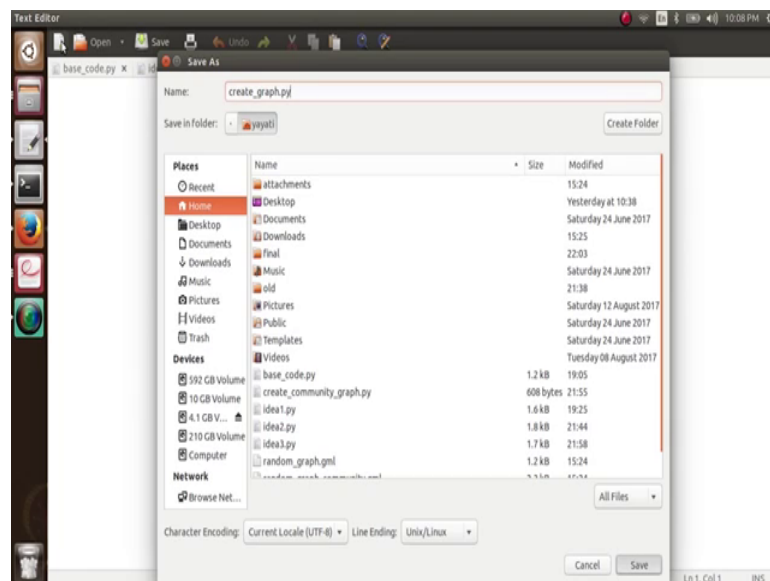 Text Editor
En
10:08 PM
Open
Save
Undo
base_code.py ×
Save As
Name: create_graph.py
Save in folder: yayati Create Folder
Places
Recent
Home
Desktop
Documents
Downloads
Music
Pictures
Videos
Trash
Devices
592 GB Volume
10 GB Volume
4.1 GB V...
210 GB Volume
Computer
Network
Browse Net...
Name Size Modified
attachments 15:24
Desktop Yesterday at 10:38
Documents Saturday 24 June 2017
Downloads 15:25
final 22:03
Music Saturday 24 June 2017
old 21:38
Pictures Saturday 12 August 2017
Public Saturday 24 June 2017
Templates Saturday 24 June 2017
Videos Tuesday 08 August 2017
base_code.py 1.2 kB 19:05
create_community_graph.py 608 bytes 21:55
idea1.py 1.6 kB 19:25
idea2.py 1.8 kB 21:44
idea3.py 1.7 kB 21:58
random_graph.gml 1.2 kB 15:24
All Files
Character Encoding: Current Locale (UTF-8) Line Ending: Unix/Linux
Cancel Save
Ln 1, Col 1 INS